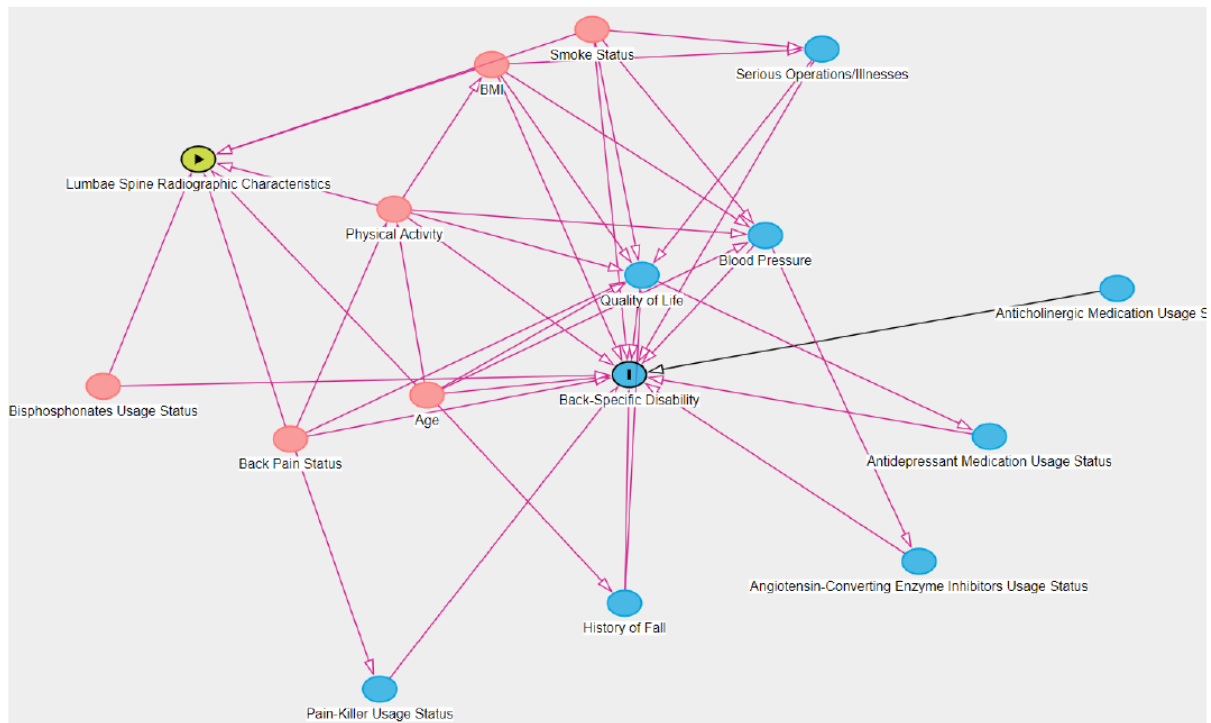 Smoke Status
Serious Operations/Illnesses
BMI
Lumbae Spine Radiographic Characteristics
Physical Activity
Blood Pressure
Quality of Life
Anticholinergic Medication Usage S
Back-Specific Disability
Bisphosphonates Usage Status
Age
Back Pain Status
Antidepressant Medication Usage Status
Angiotensin-Converting Enzyme Inhibitors Usage Status
History of Fall
Pain-Killer Usage Status